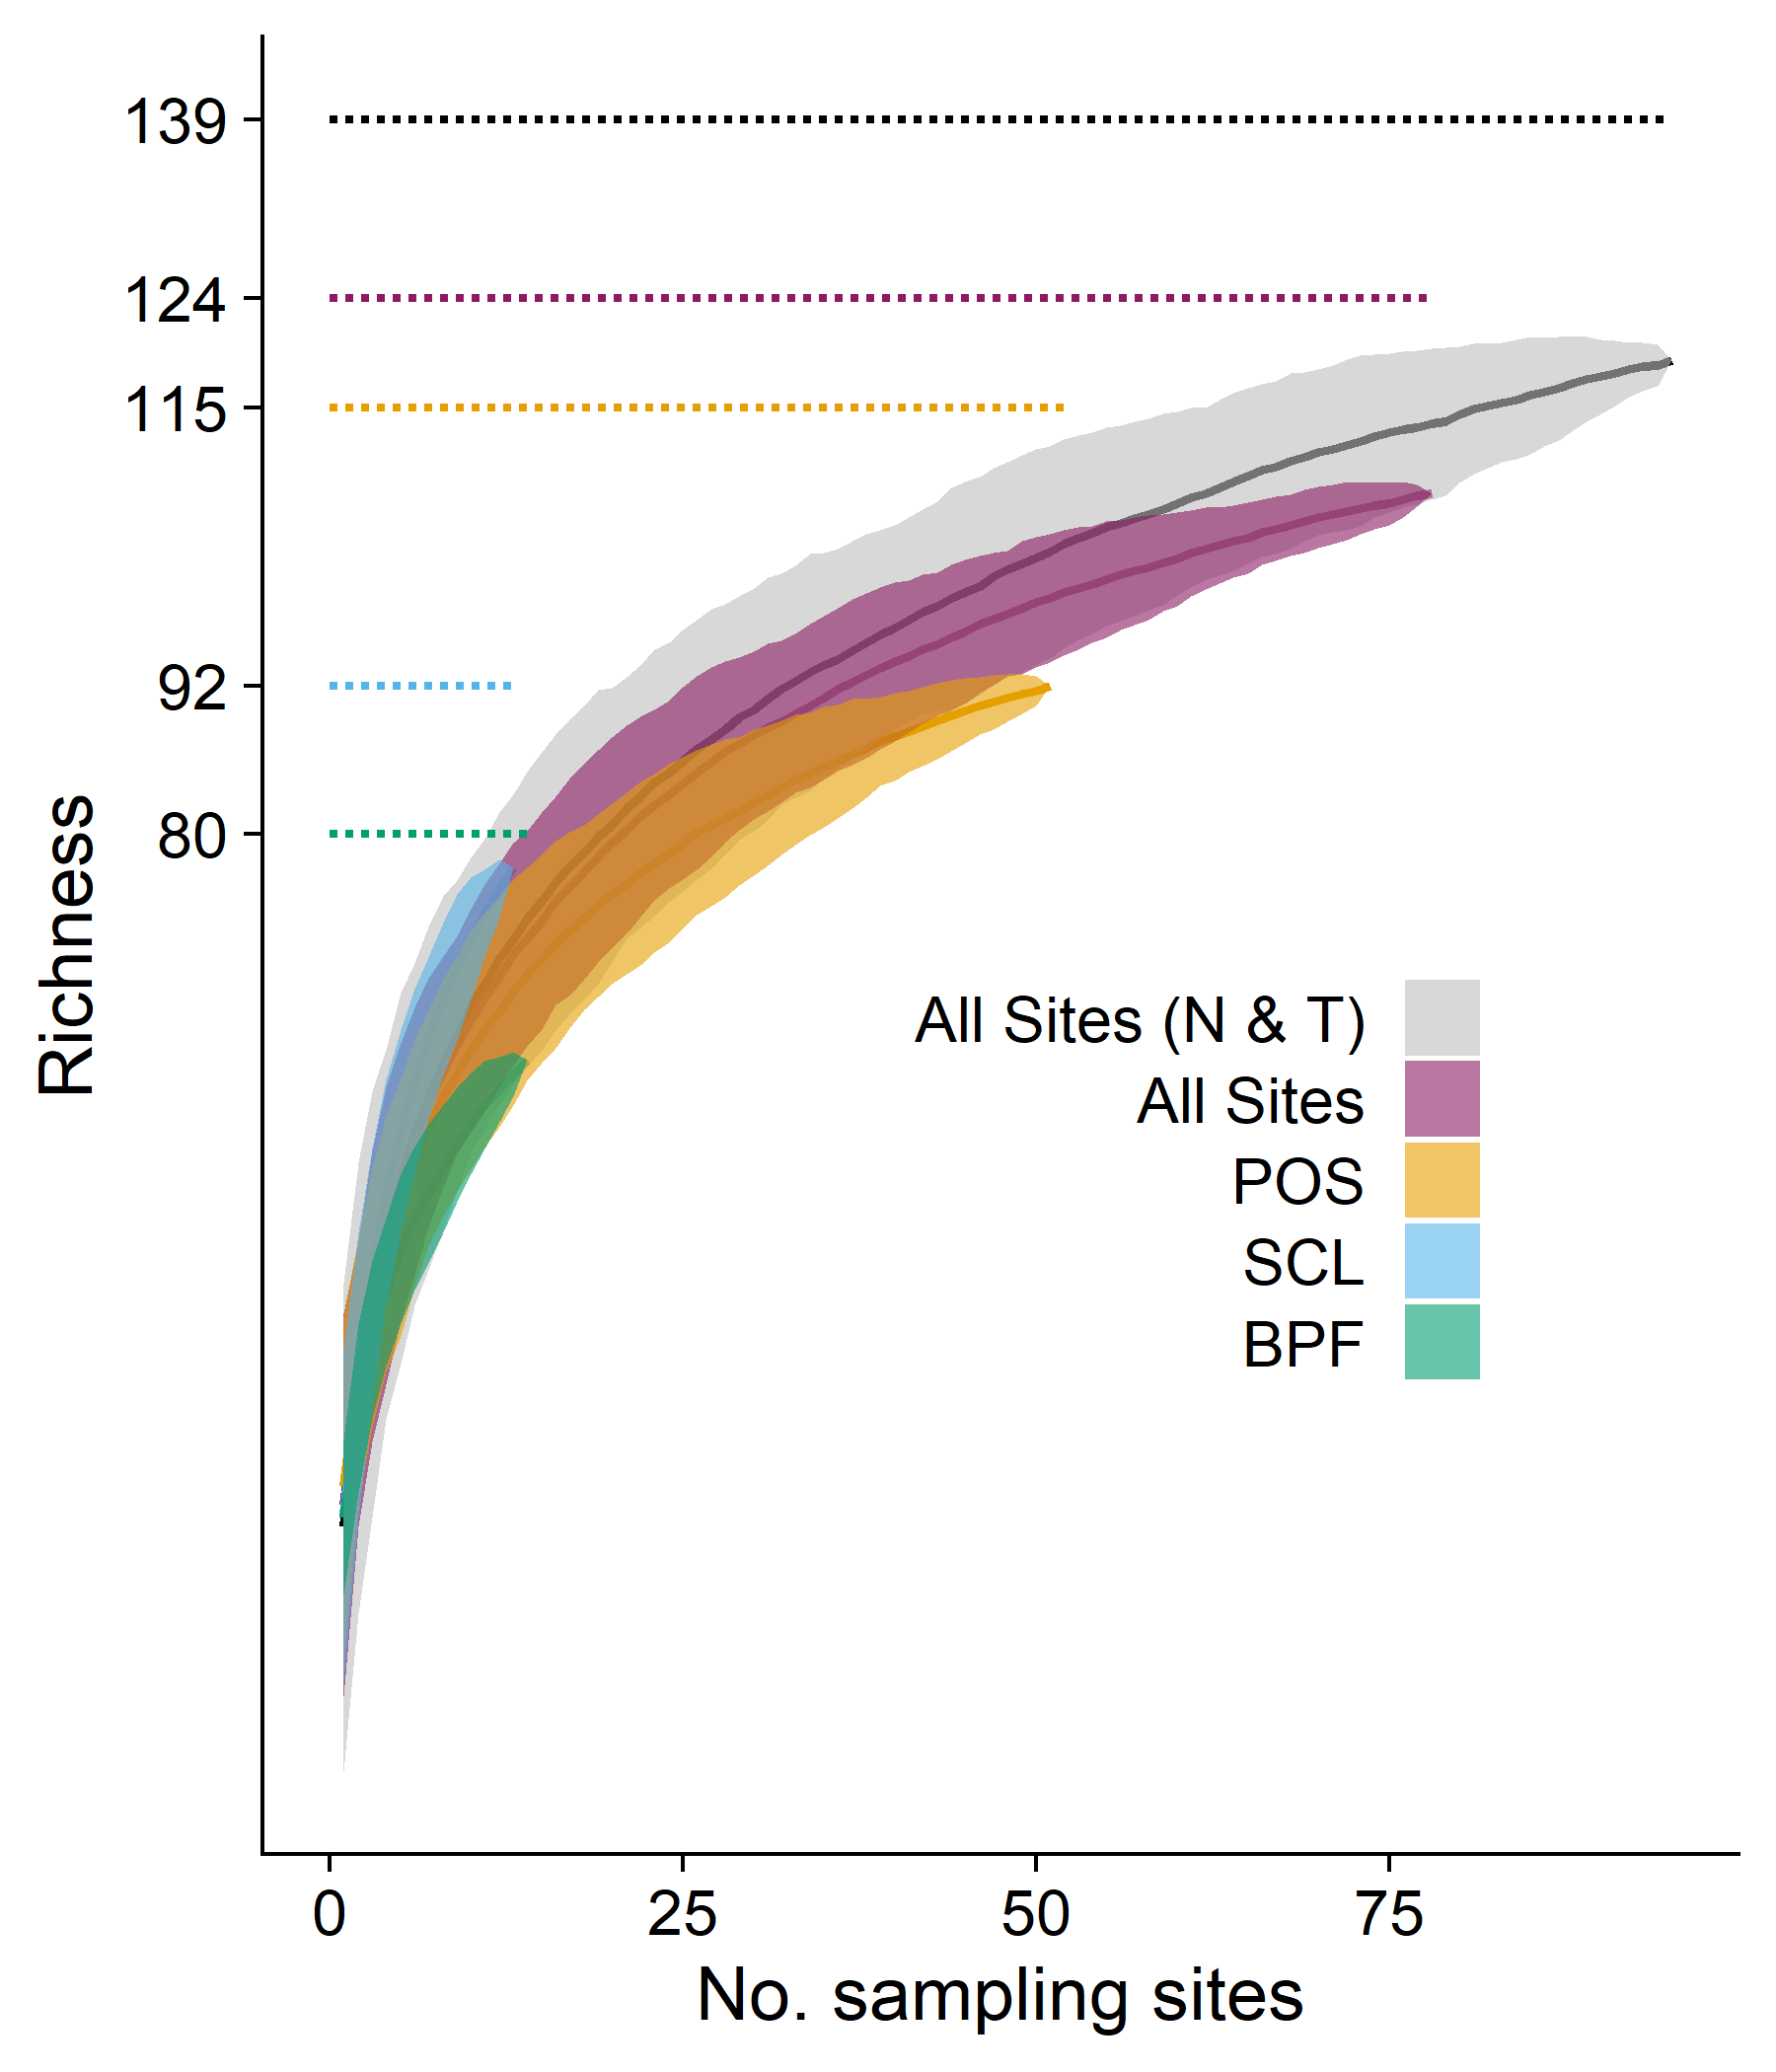 139
124
115
92
80
Richness
All Sites (N & T)
All Sites
POS
SCL
BPF
0 25 50 75
No. sampling sites